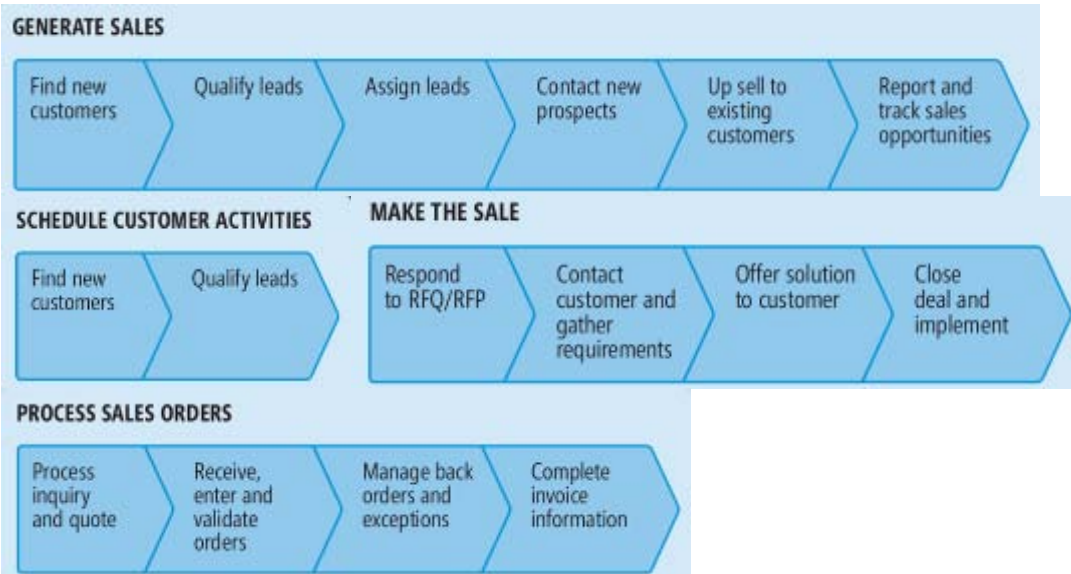 GENERATE SALES
Find new
customers
Qualify leads
Assign leads
Contact new
prospects
Up sell to
existing
customers
Report and
track sales
opportunities
SCHEDULE CUSTOMER ACTIVITIES
Find new
customers
Qualify leads
MAKE THE SALE
Respond
to RFQ/RFP
Contact
customer and
gather
requirements
Offer solution
to customer
Close
deal and
implement
PROCESS SALES ORDERS
Process
inquiry
and quote
Receive,
enter and
validate
orders
Manage back
orders and
exceptions
Complete
invoice
information